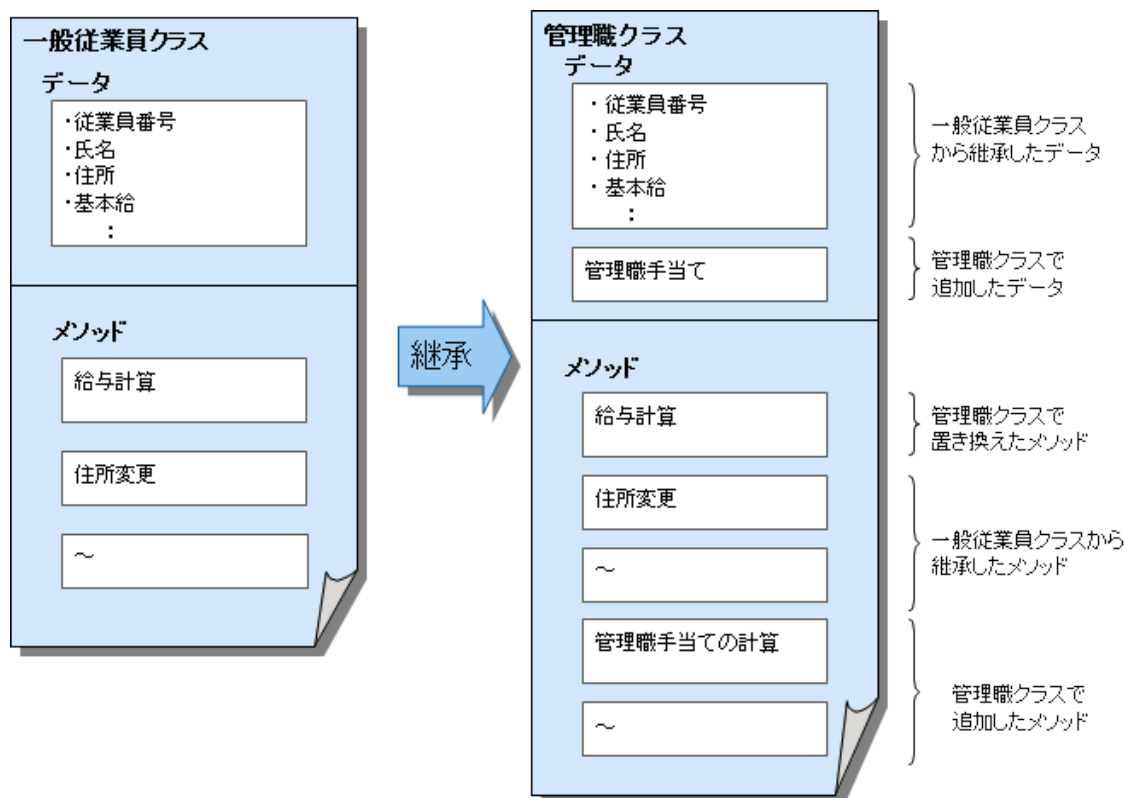 一般従業員クラス
データ
・従業員番号
・氏名
・住所
・基本給
：
メソッド
給与計算
住所変更
～
継承
管理職クラス
データ
・従業員番号
・氏名
・住所
・基本給
：
管理職手当て
メソッド
給与計算
住所変更
～
管理職手当ての計算
～
一般従業員クラス
から継承したデータ
管理職クラスで
追加したデータ
管理職クラスで
置き換えたメソッド
一般従業員クラスから
継承したメソッド
管理職クラスで
追加したメソッド